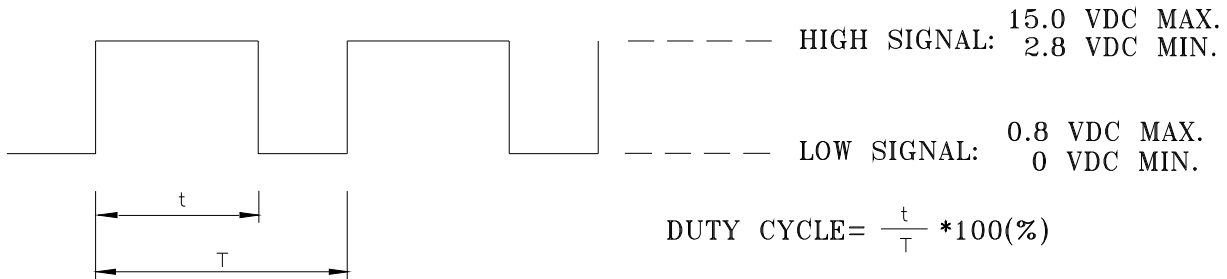 HIGH SIGNAL: 15.0 VDC MAX.
2.8 VDC MIN.
LOW SIGNAL: 0.8 VDC MAX.
0 VDC MIN.
t
T
DUTY CYCLE= t/T *100(%)